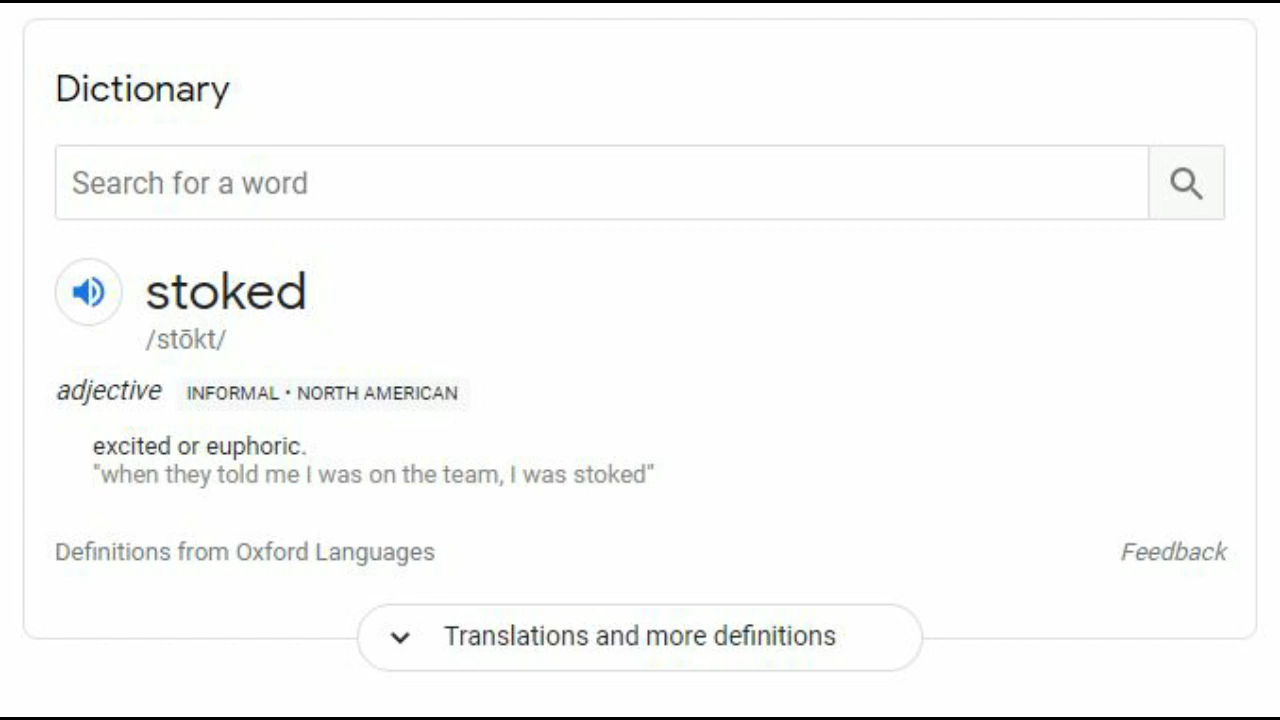 Dictionary
Search for a word
stoked
/stōkt/
adjective INFORMAL • NORTH AMERICAN
excited or euphoric.
"when they told me I was on the team, I was stoked"
Definitions from Oxford Languages Feedback
Translations and more definitions